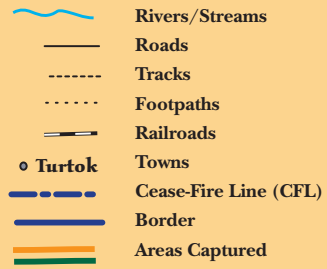 Rivers/Streams
Roads
Tracks
Footpaths
Railroads
Turtok Towns
Cease-Fire Line (CFL)
Border
Areas Captured